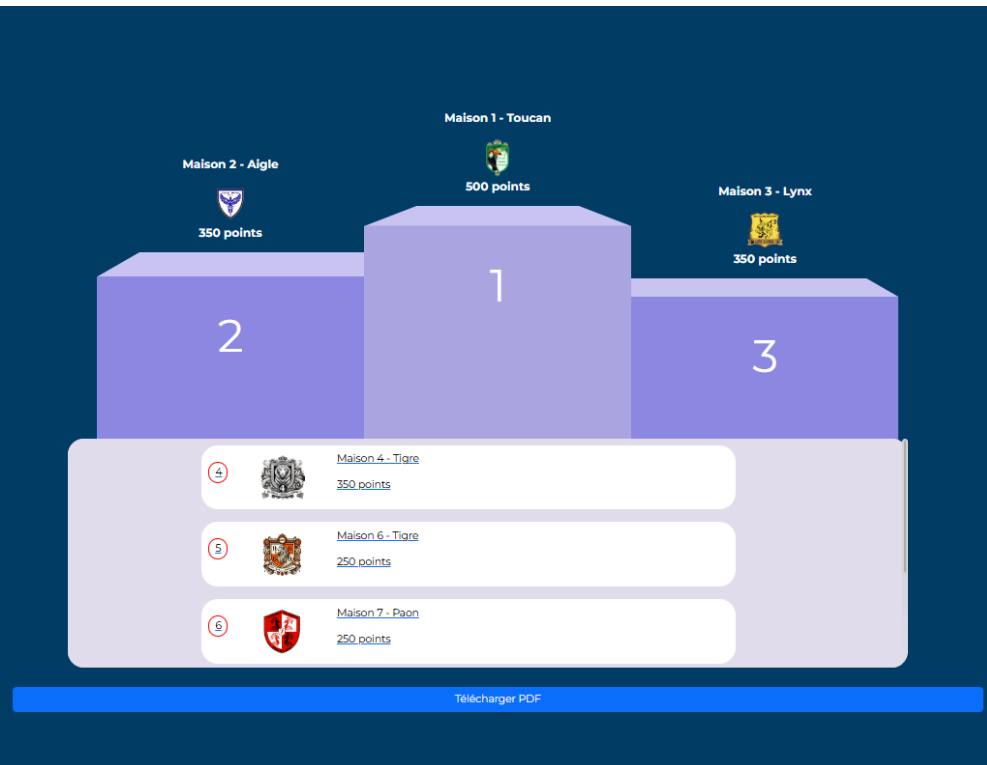 Maison 1 - Toucan
500 points
Maison 2 - Aigle
350 points
Maison 3 - Lynx
350 points
1
2
3
4
Maison 4 - Tigre
350 points
5
Maison 6 - Tigre
250 points
6
Maison 7 - Paon
250 points
Télécharger PDF